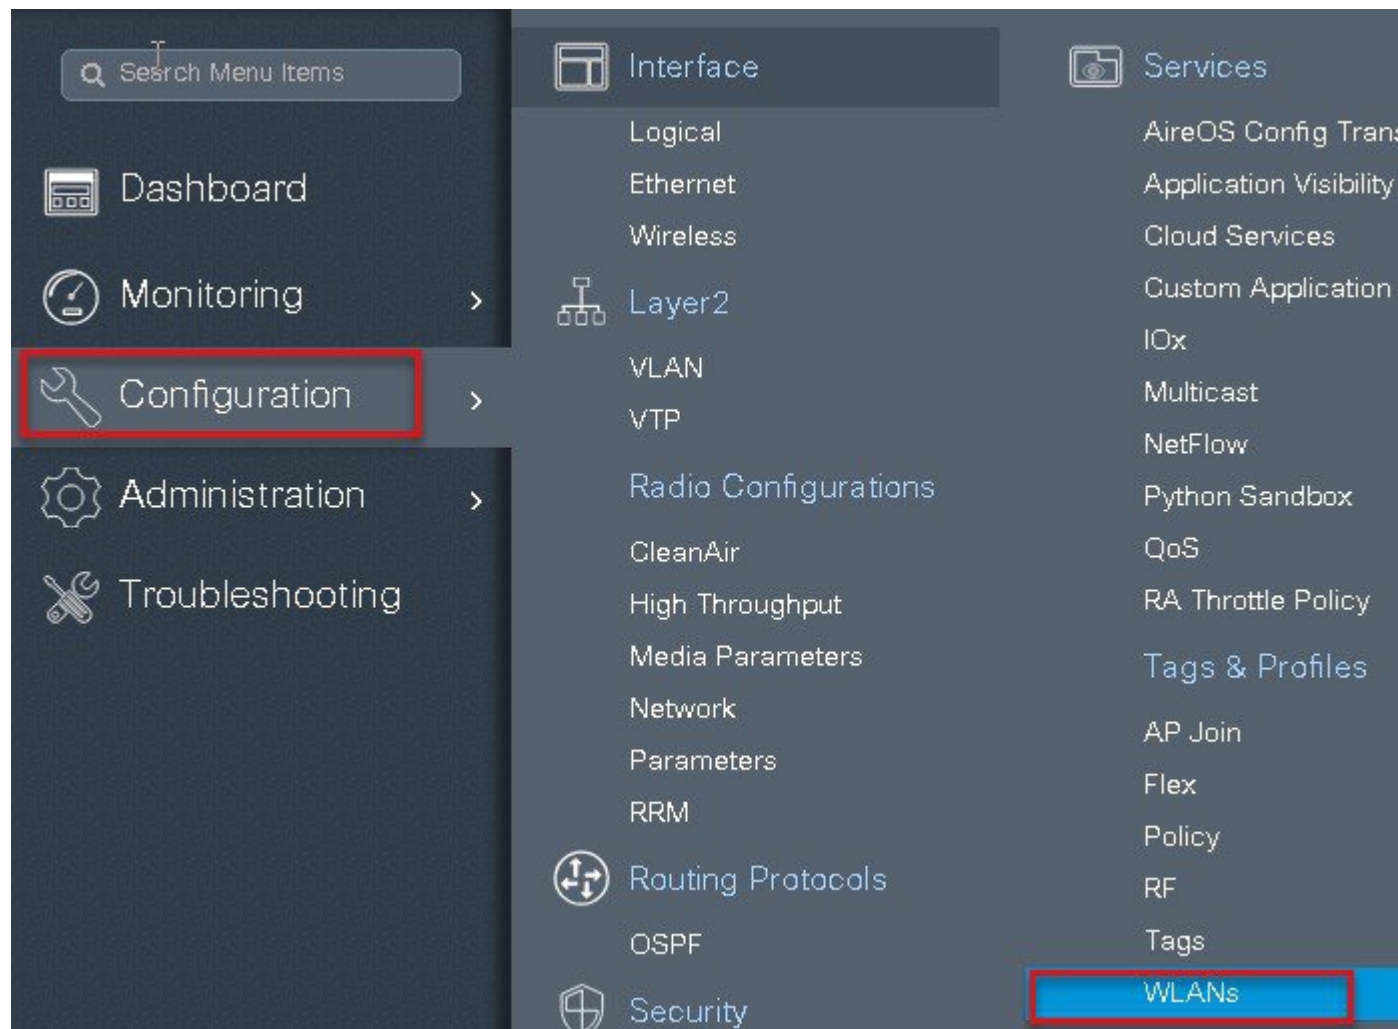 Search Menu Items
Dashboard
Monitoring
Configuration
Administration
Troubleshooting
Interface
Logical
Ethernet
Wireless
Layer2
VLAN
VTP
Radio Configurations
CleanAir
High Throughput
Media Parameters
Network
Parameters
RRM
Routing Protocols
OSPF
Security
Services
AireOS Config Trans
Application Visibility
Cloud Services
Custom Application
IOx
Multicast
NetFlow
Python Sandbox
QoS
RA Throttle Policy
Tags & Profiles
AP Join
Flex
Policy
RF
Tags
WLANs